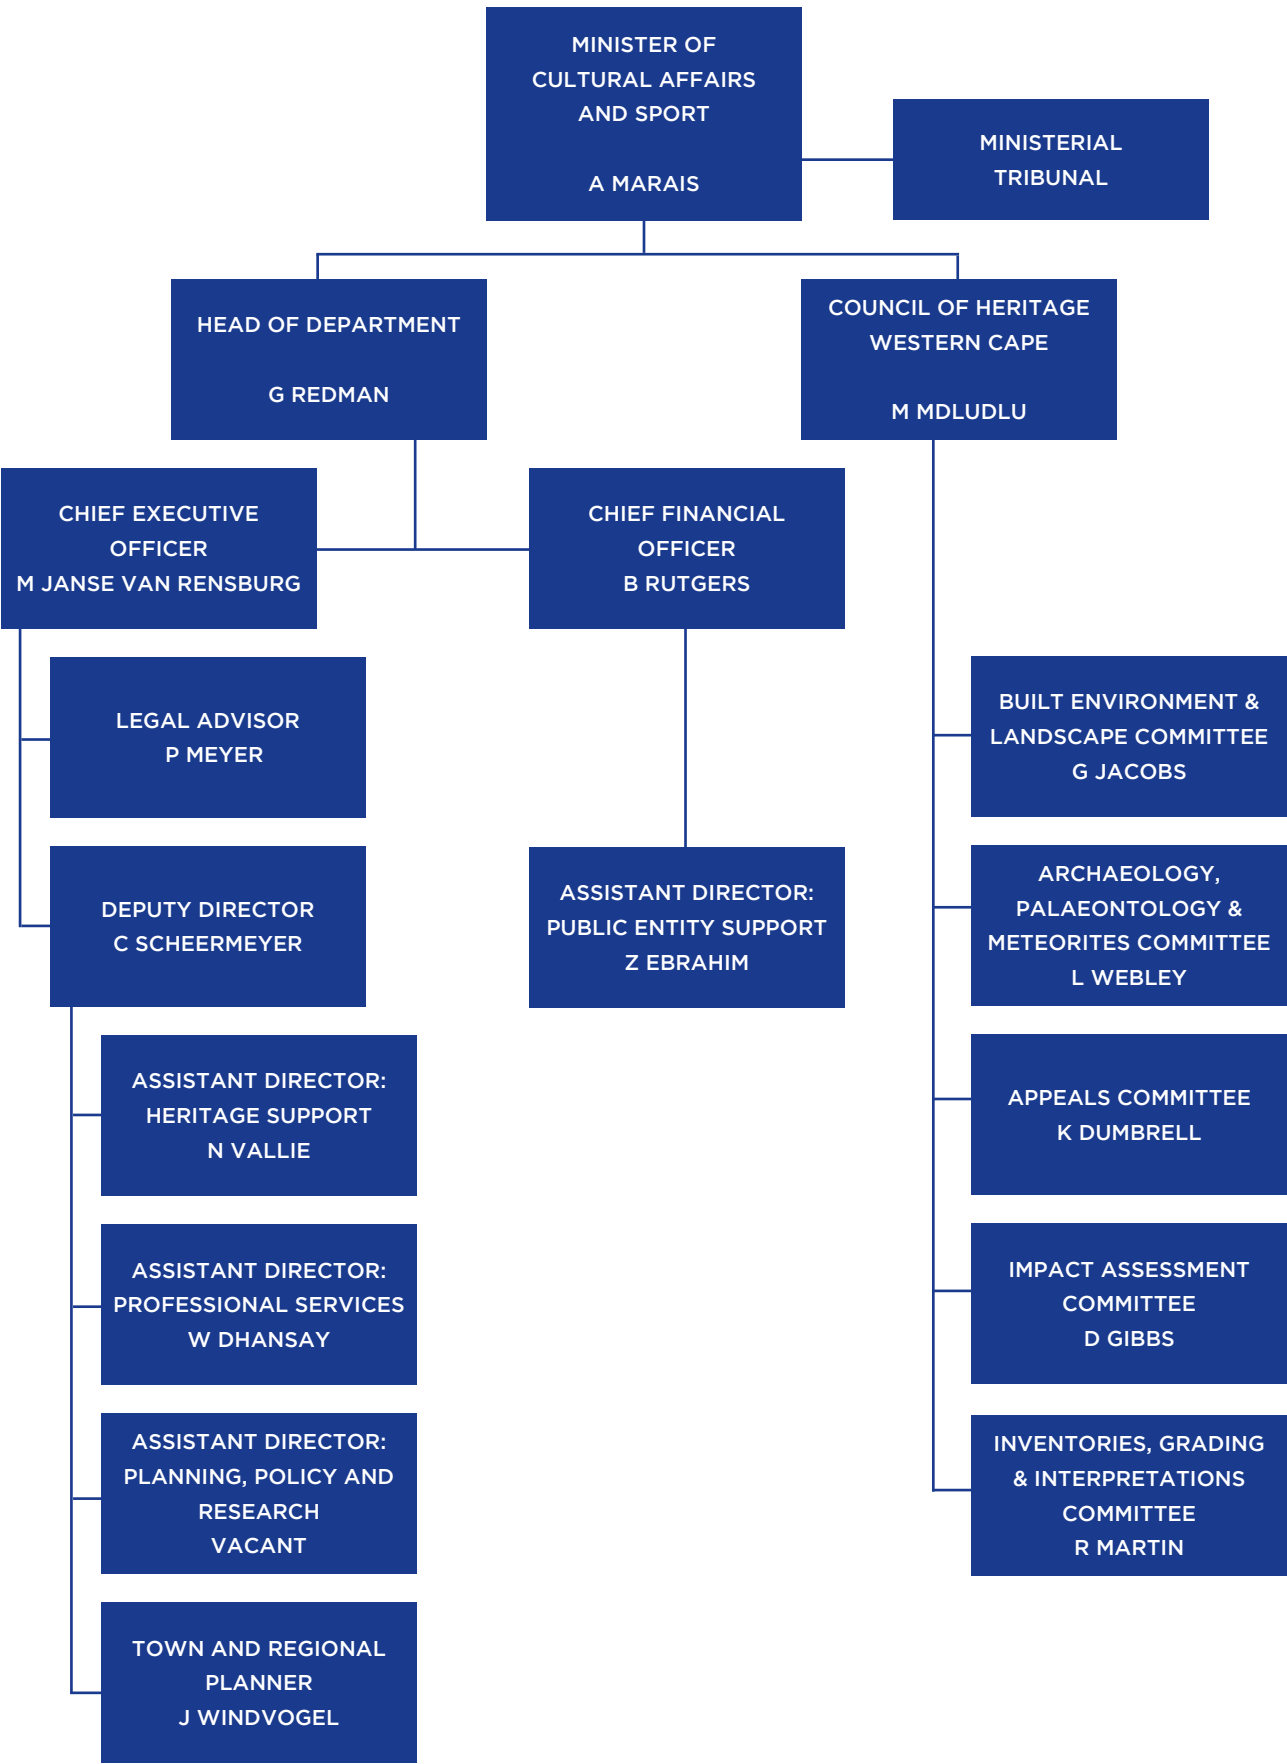 MINISTER OF
CULTURAL AFFAIRS
AND SPORT
A MARAIS
MINISTERIAL
TRIBUNAL
HEAD OF DEPARTMENT
G REDMAN
COUNCIL OF HERITAGE
WESTERN CAPE
M MDLUDLU
CHIEF EXECUTIVE
OFFICER
M JANSE VAN RENSBURG
CHIEF FINANCIAL
OFFICER
B RUTGERS
LEGAL ADVISOR
P MEYER
DEPUTY DIRECTOR
C SCHEERMEYER
ASSISTANT DIRECTOR:
HERITAGE SUPPORT
N VALLIE
ASSISTANT DIRECTOR:
PROFESSIONAL SERVICES
W DHANSAY
ASSISTANT DIRECTOR:
PLANNING, POLICY AND
RESEARCH
VACANT
TOWN AND REGIONAL
PLANNER
J WINDVOGEL
ASSISTANT DIRECTOR:
PUBLIC ENTITY SUPPORT
Z EBRAHIM
BUILT ENVIRONMENT &
LANDSCAPE COMMITTEE
G JACOBS
ARCHAEOLOGY,
PALAEONTOLOGY &
METEORITES COMMITTEE
L WEBLEY
APPEALS COMMITTEE
K DUMBRELL
IMPACT ASSESSMENT
COMMITTEE
D GIBBS
INVENTORIES, GRADING
& INTERPRETATIONS
COMMITTEE
R MARTIN